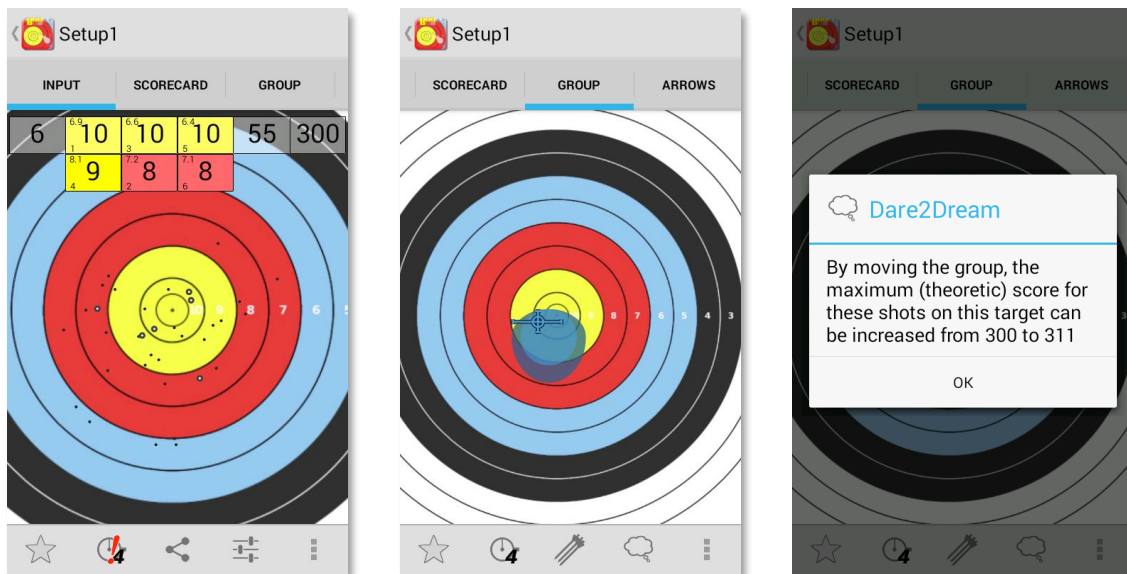 Setup1
INPUT SCORECARD GROUP
6 6.9 10 1 6.6 10 3 6.4 10 5 55 300
8.1 9 4 7.2 8 2 7.1 8 6
10 9 8 7 6 5
4
Setup1
SCORECARD GROUP ARROWS
9 8 7 6 5 4 3
4
Setup1
SCORECARD GROUP ARROWS
Dare2Dream
By moving the group, the
maximum (theoretic) score for
these shots on this target can
be increased from 300 to 311
OK
4